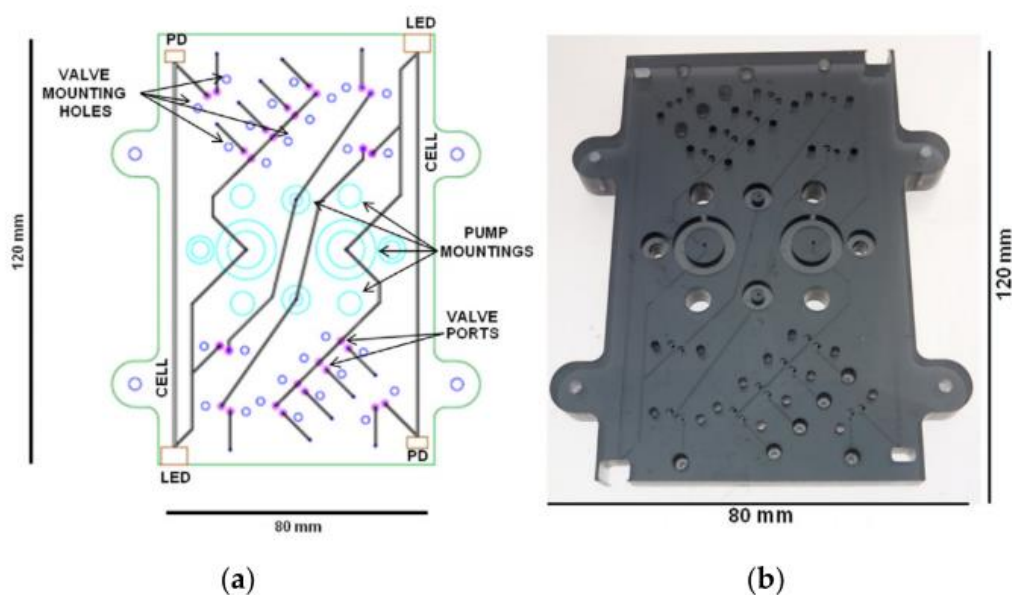 LED
PD
VALVE
MOUNTING
HOLES
CELL
120 mm
PUMP
MOUNTINGS
VALVE
PORTS
CELL
LED
PD
80 mm
(a)
120 mm
80 mm
(b)